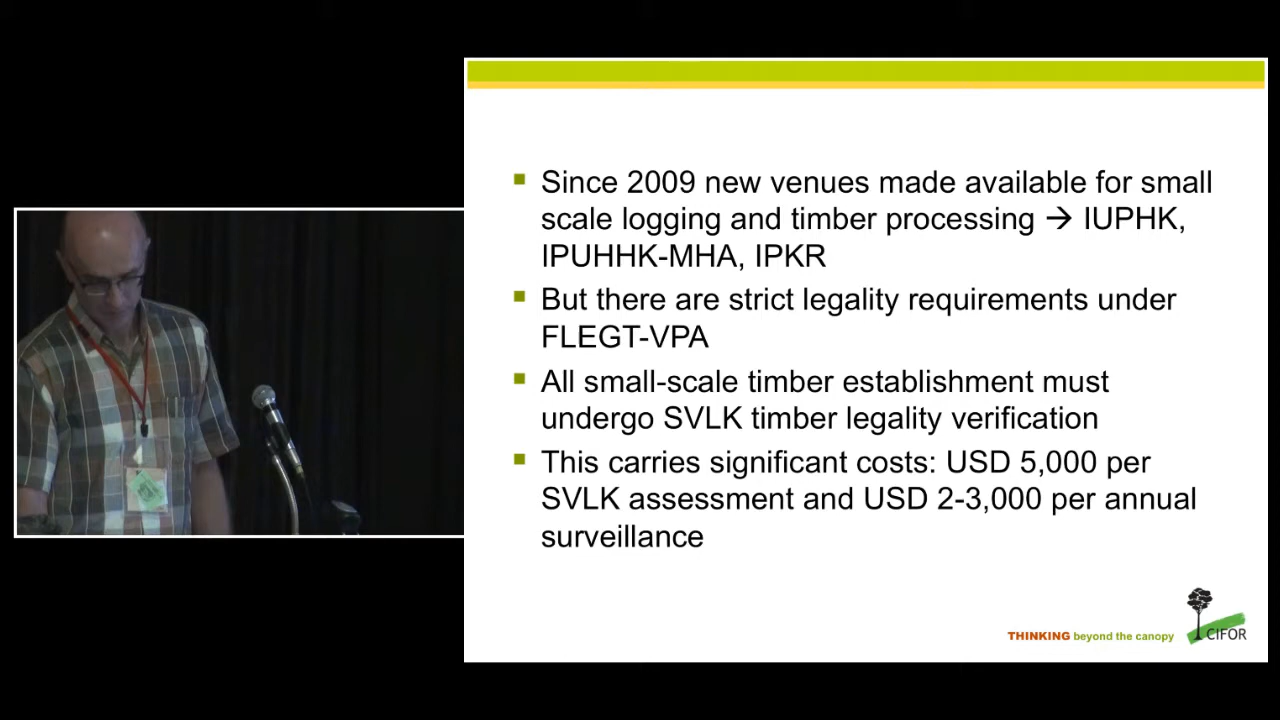 Since 2009 new venues made available for small
scale logging and timber processing → IUPHK,
IPUHHK-MHA, IPKR
But there are strict legality requirements under
FLEGT-VPA
All small-scale timber establishment must
undergo SVLK timber legality verification
This carries significant costs: USD 5,000 per
SVLK assessment and USD 2-3,000 per annual
surveillance
THINKING beyond the canopy
CIFOR